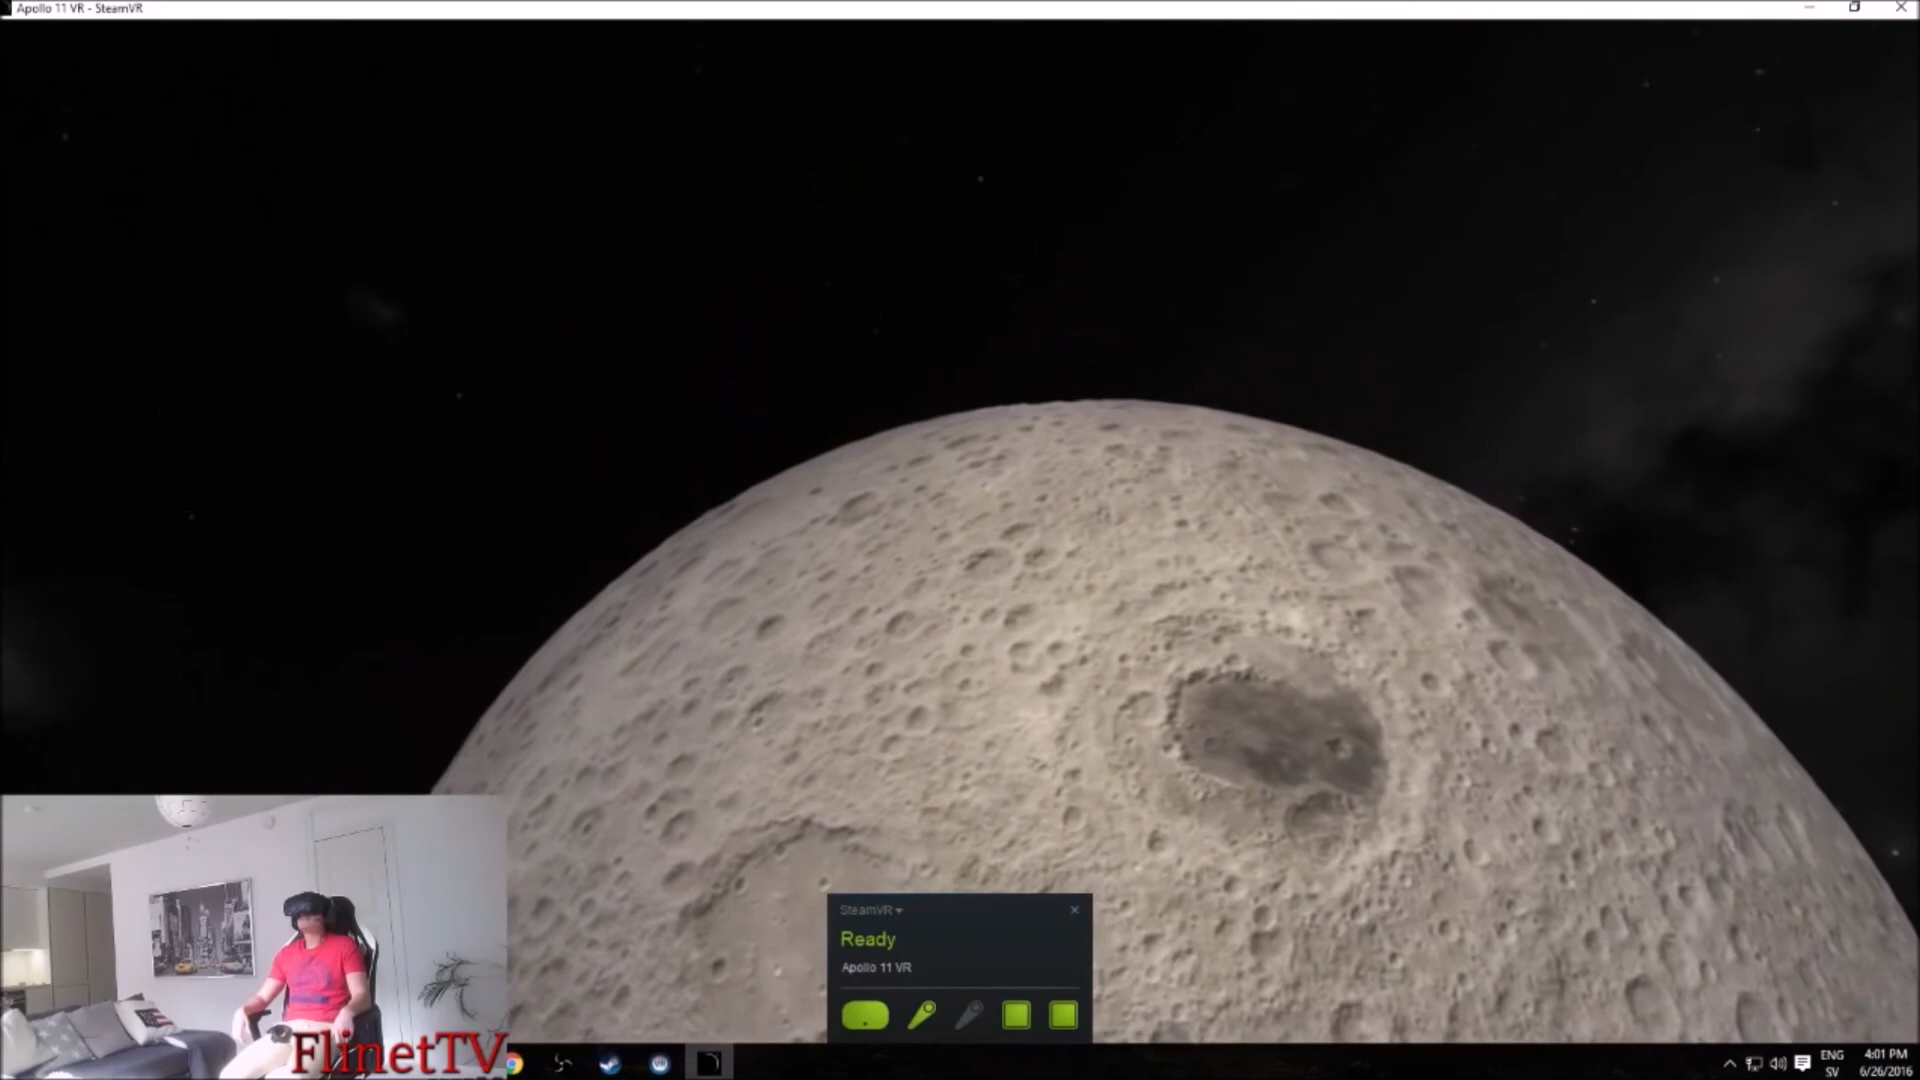 Apollo 11 VR - SteamVR
SteamVR
Ready
Apollo 11 VR
FlinetTV
ENG
SV
4:01 PM
6/26/2016